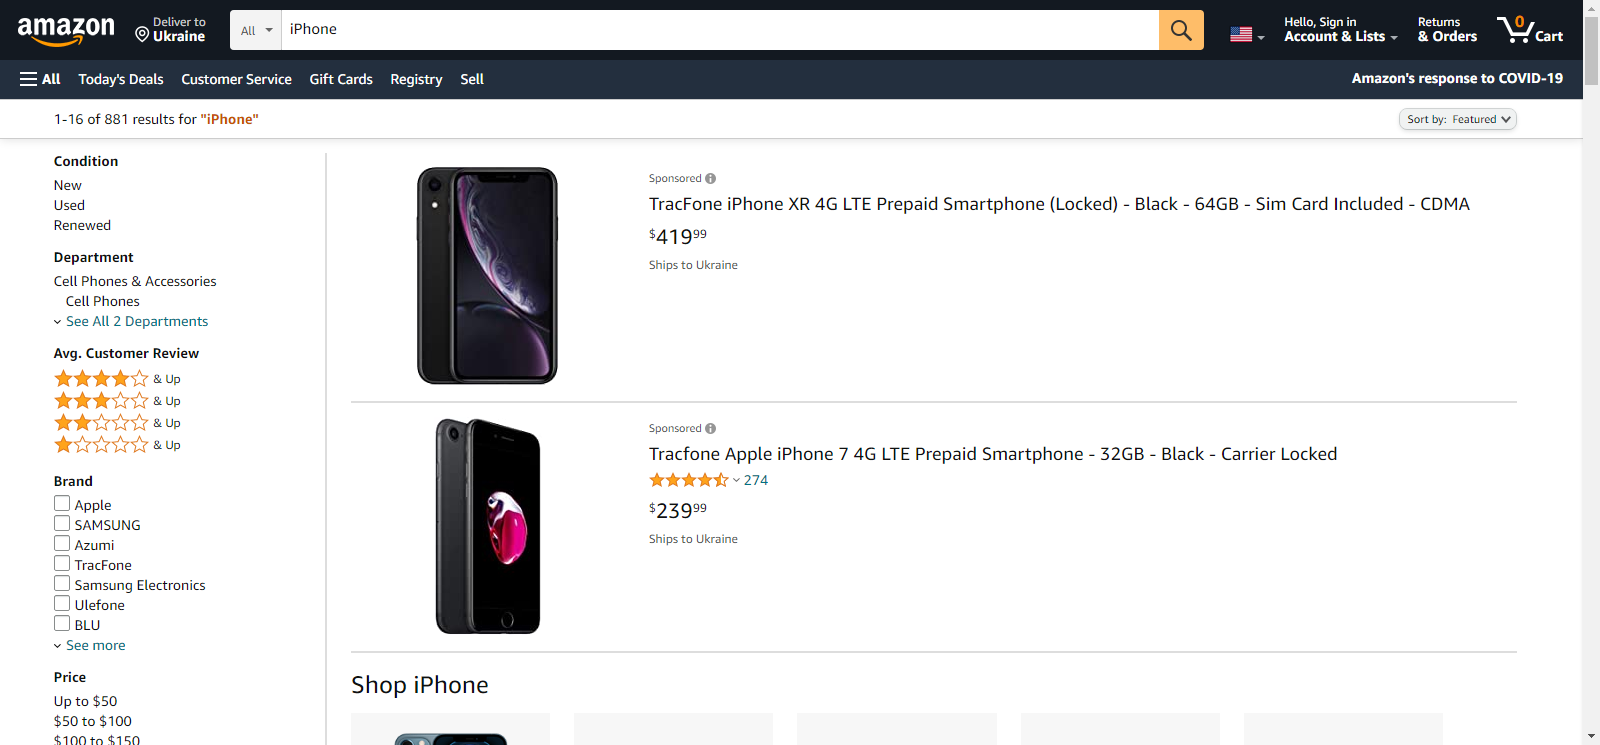 amazon
Deliver to
Ukraine
All
iPhone
Hello, Sign in
Account & Lists
Returns
& Orders
0
Cart
All
Today's Deals
Customer Service
Gift Cards
Registry
Sell
Amazon's response to COVID-19
1-16 of 881 results for "iPhone"
Sort by: Featured
Condition
New
Used
Renewed
Department
Cell Phones & Accessories
Cell Phones
See All 2 Departments
Avg. Customer Review
& Up
& Up
& Up
& Up
Brand
Apple
SAMSUNG
Azumi
TracFone
Samsung Electronics
Ulefone
BLU
See more
Price
Up to $50
$50 to $100
$100 to $150
Sponsored
TracFone iPhone XR 4G LTE Prepaid Smartphone (Locked) - Black - 64GB - Sim Card Included - CDMA
$41999
Ships to Ukraine
Sponsored
Tracfone Apple iPhone 7 4G LTE Prepaid Smartphone - 32GB - Black - Carrier Locked
274
$23999
Ships to Ukraine
Shop iPhone